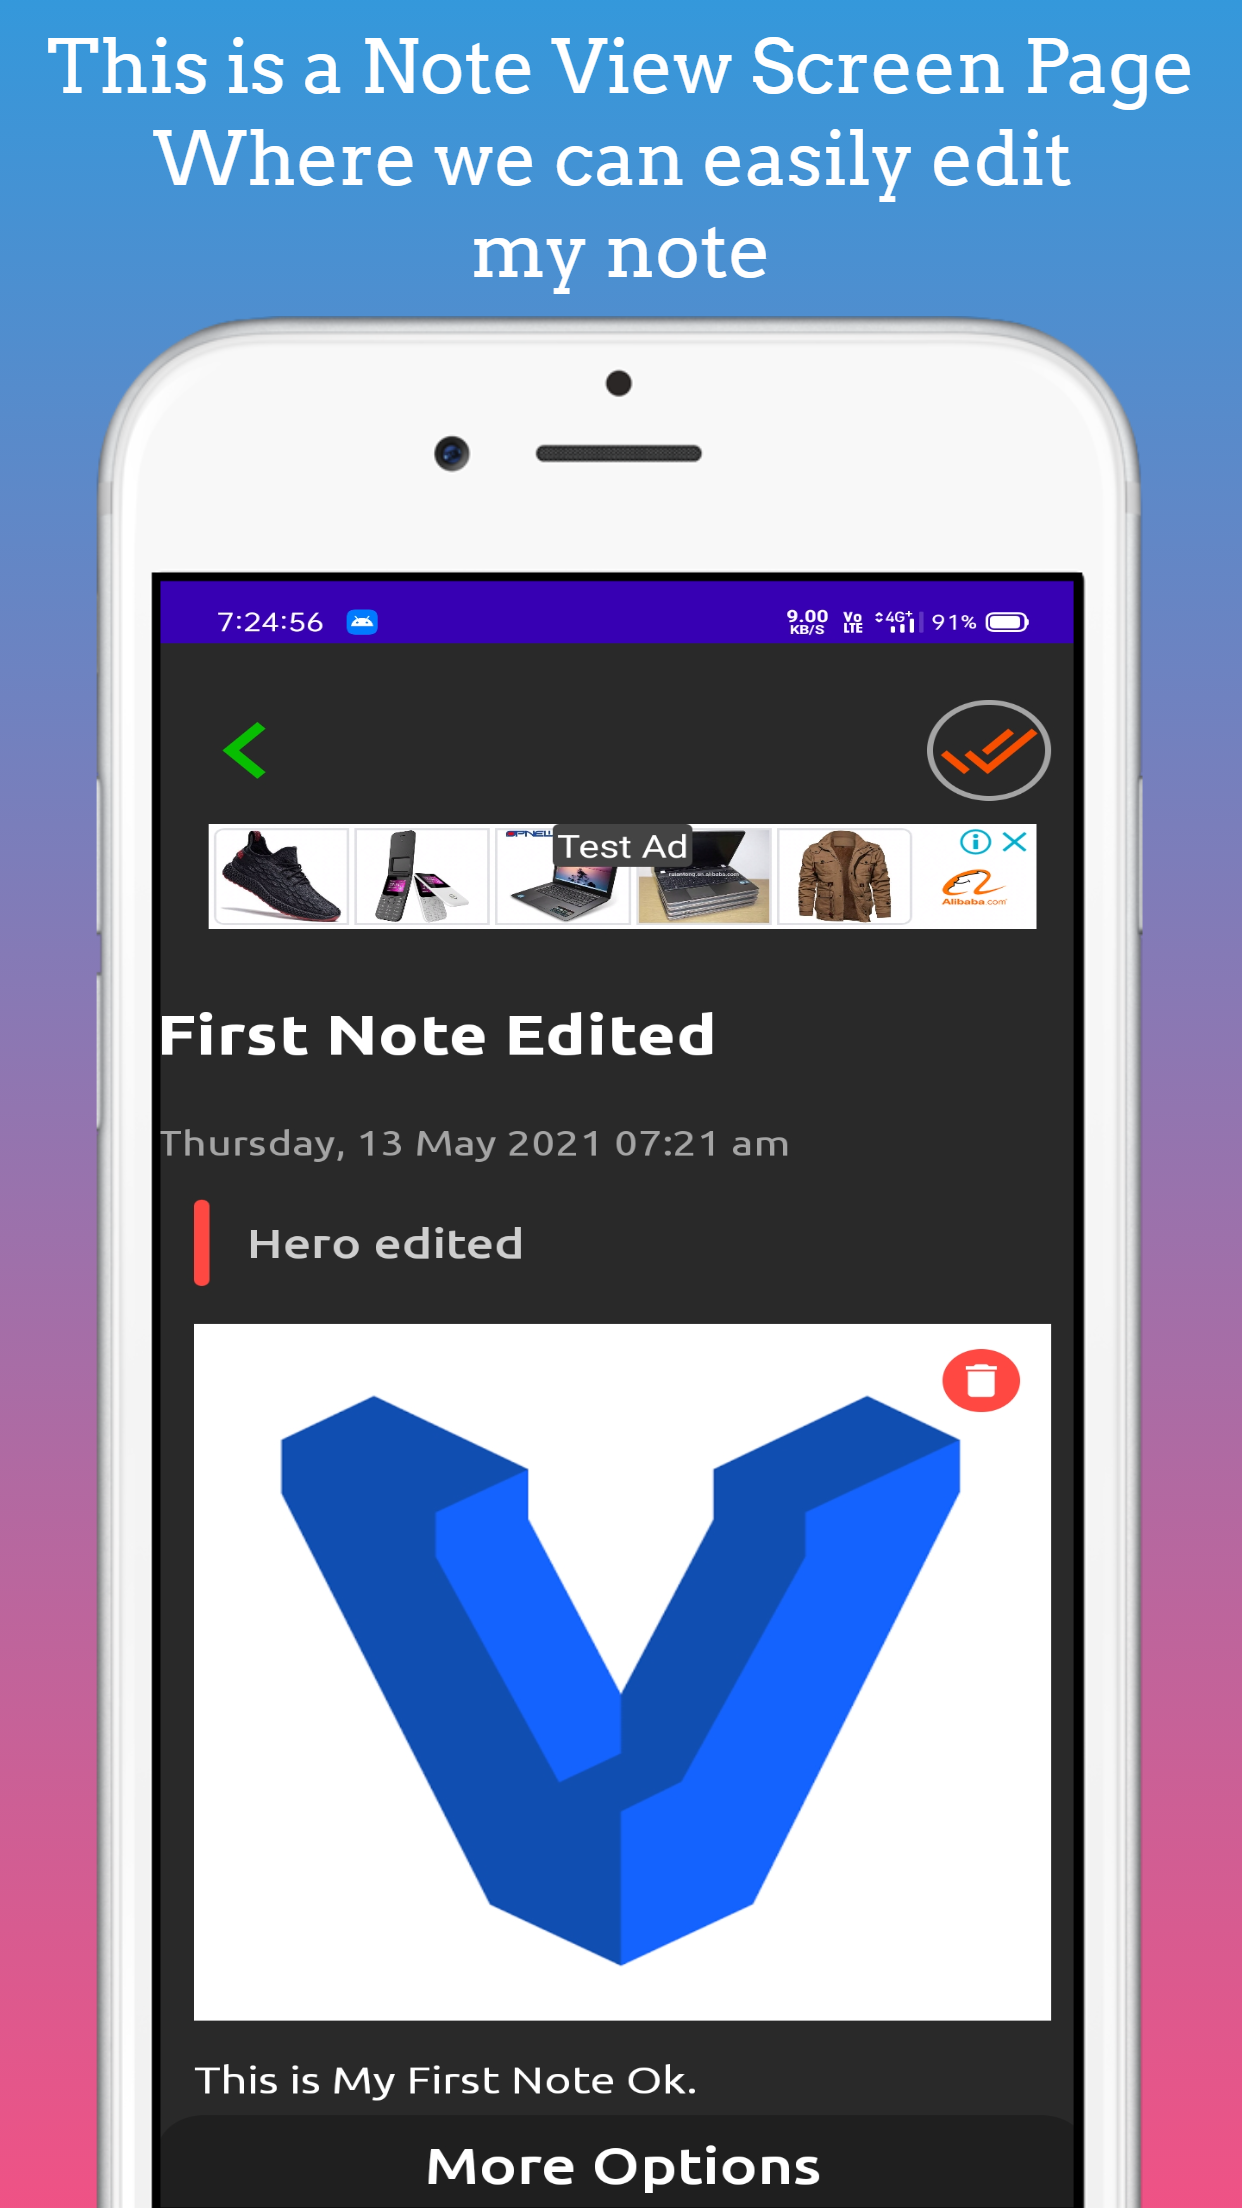 This is a Note View Screen Page
Where we can easily edit
my note
7:24:56
9.00 KB/S Vo LTE 4G+ 91%
Test Ad
Alibaba.com
First Note Edited
Thursday, 13 May 2021 07:21 am
Hero edited
This is My First Note Ok.
More Options